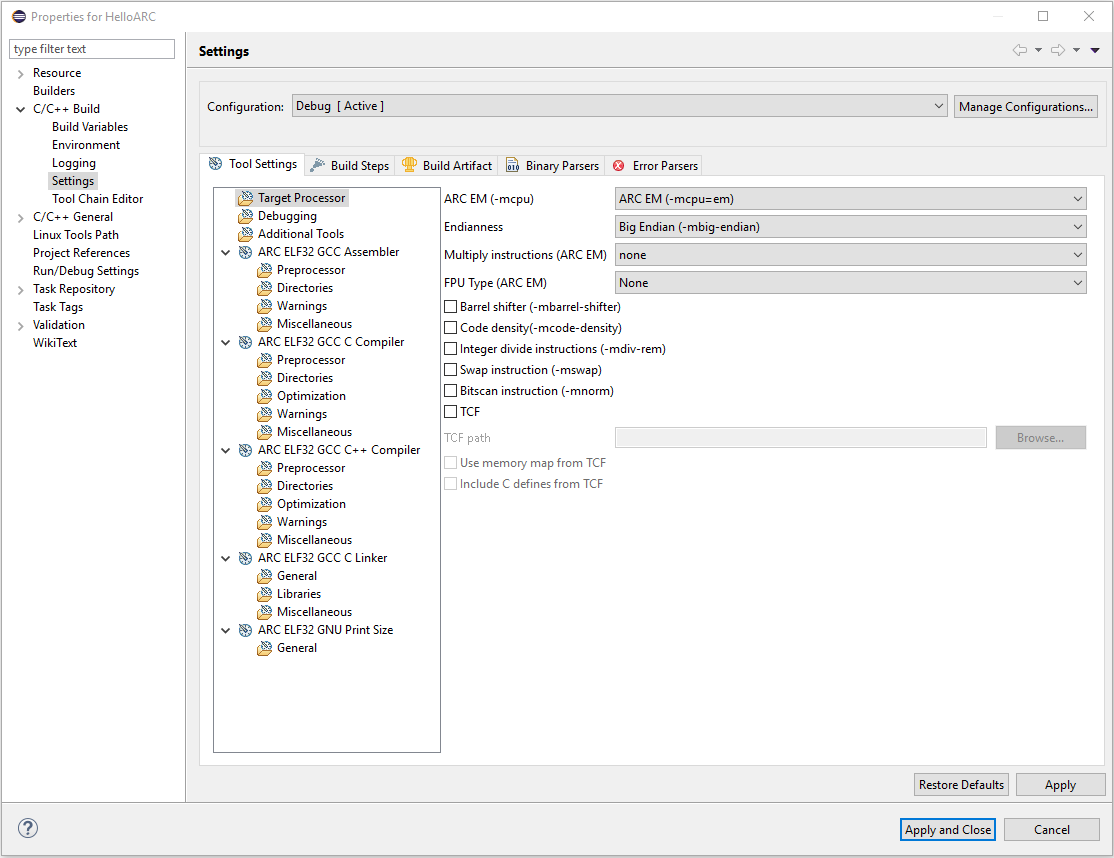 Properties for HelloARC
type filter text
Resource
Builders
C/C++ Build
Build Variables
Environment
Logging
Settings
Tool Chain Editor
C/C++ General
Linux Tools Path
Project References
Run/Debug Settings
Task Repository
Task Tags
Validation
WikiText
Settings
Configuration: Debug [ Active ] Manage Configurations...
Tool Settings Build Steps Build Artifact Binary Parsers Error Parsers
Target Processor
Debugging
Additional Tools
ARC ELF32 GCC Assembler
Preprocessor
Directories
Warnings
Miscellaneous
ARC ELF32 GCC C Compiler
Preprocessor
Directories
Optimization
Warnings
Miscellaneous
ARC ELF32 GCC C++ Compiler
Preprocessor
Directories
Optimization
Warnings
Miscellaneous
ARC ELF32 GCC C Linker
General
Libraries
Miscellaneous
ARC ELF32 GNU Print Size
General
ARC EM (-mcpu) ARC EM (-mcpu=em)
Endianness Big Endian (-mbig-endian)
Multiply instructions (ARC EM) none
FPU Type (ARC EM) None
Barrel shifter (-mbarrel-shifter)
Code density(-mcode-density)
Integer divide instructions (-mdiv-rem)
Swap instruction (-mswap)
Bitscan instruction (-mnorm)
TCF
TCF path Browse...
Use memory map from TCF
Include C defines from TCF
Restore Defaults Apply
? Apply and Close Cancel